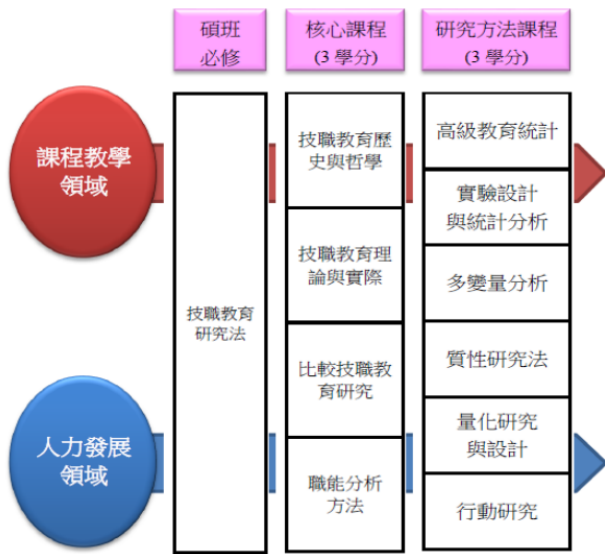 碩班
必修
核心課程
(3 學分)
研究方法課程
(3 學分)
課程教學
領域
人力發展
領域
技職教育
研究法
技職教育歷
史與哲學
技職教育理
論與實際
比較技職教
育研究
職能分析
方法
高級教育統計
實驗設計
與統計分析
多變量分析
質性研究法
量化研究
與設計
行動研究